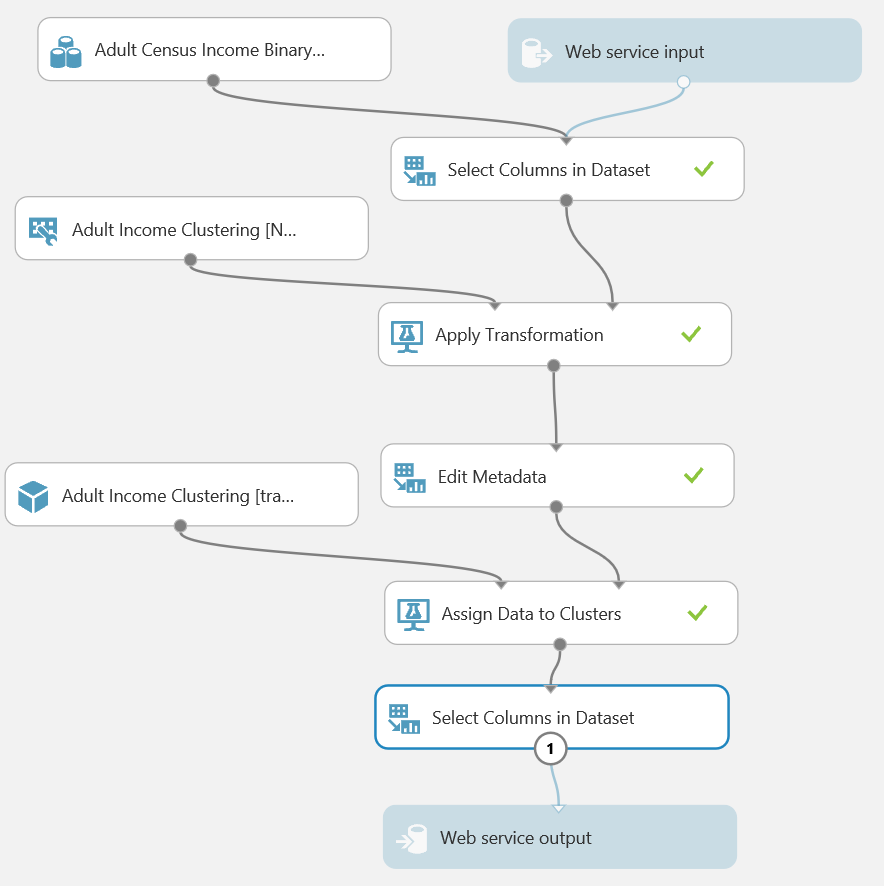 Adult Census Income Binary...
Web service input
Select Columns in Dataset
Adult Income Clustering [N...
Apply Transformation
Edit Metadata
Adult Income Clustering [tra...
Assign Data to Clusters
Select Columns in Dataset
1
Web service output